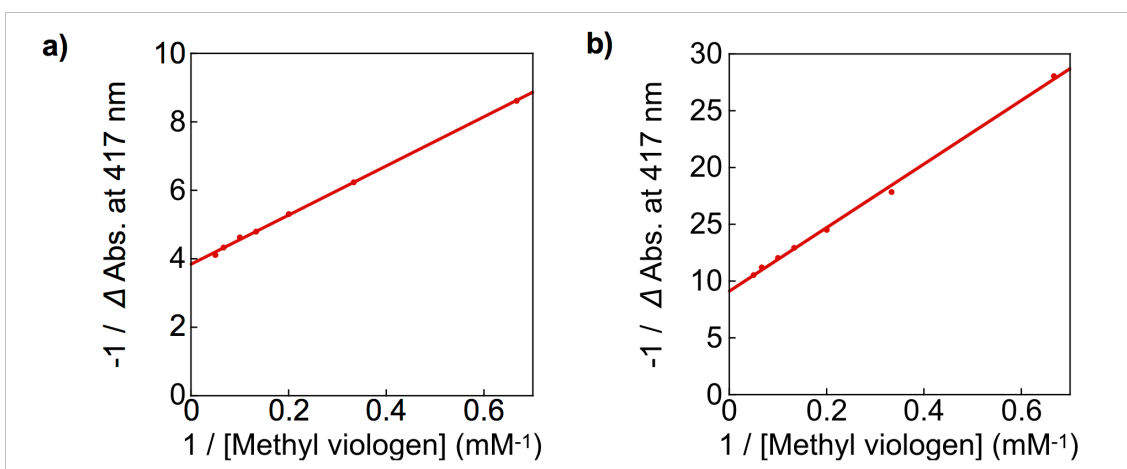 a)
-1 / Δ Abs. at 417 nm
10
8
6
4
2
0
0 0.2 0.4 0.6
1 / [Methyl viologen] (mM-1)
b)
-1 / Δ Abs. at 417 nm
30
25
20
25
10
5
0
0 0.2 0.4 0.6
1 / [Methyl viologen] (mM-1)